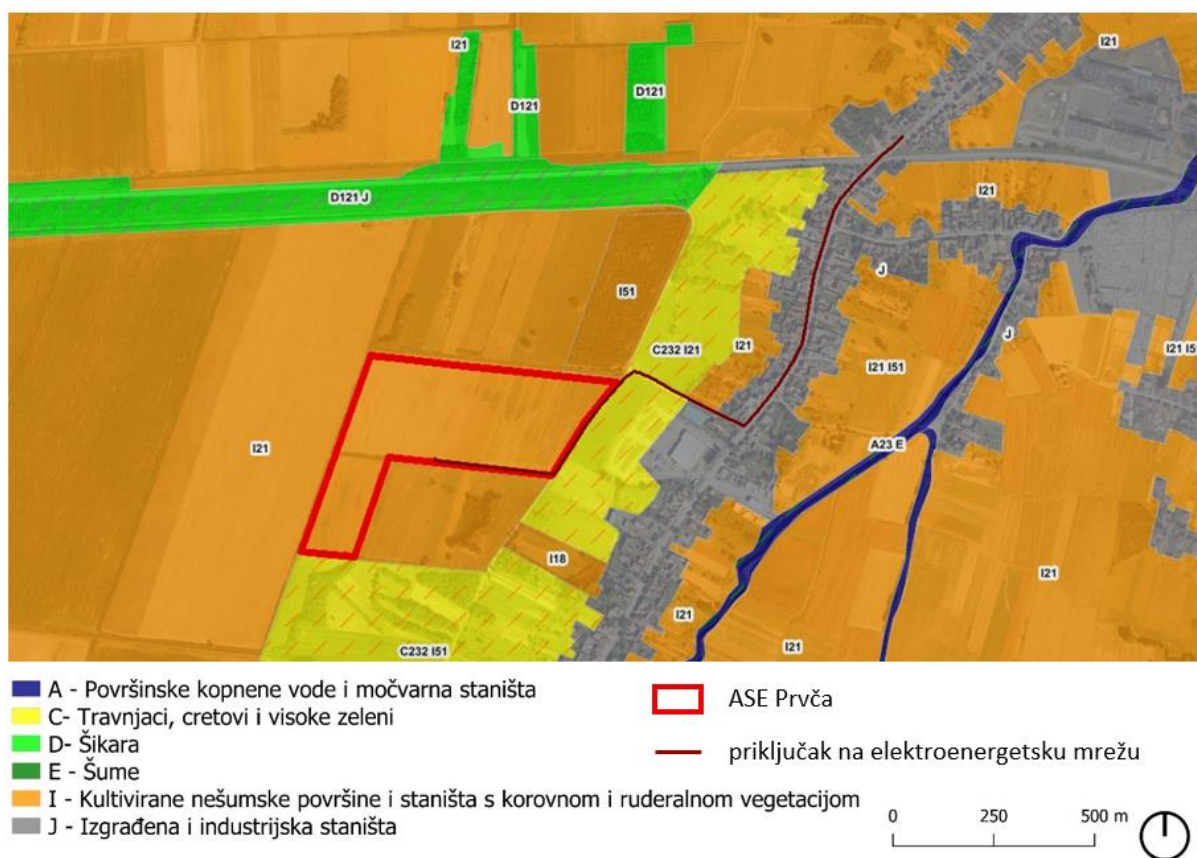 I21
I21
D121
D121
D121 J
I21
I51
J
C232 I21
I21
J
I21 I51
I21 I5
I21
A23 E
I18
I21
I21
I21
C232 I51
A - Površinske kopnene vode i močvarna staništa
C- Travnjaci, cretovi i visoke zeleni
D- Šikara
E - Šume
I - Kultivirane nešumske površine i staništa s korovnom i ruderalnom vegetacijom
J - Izgrađena i industrijska staništa
ASE Prvča
priključak na elektroenergetsku mrežu
0 250 500 m